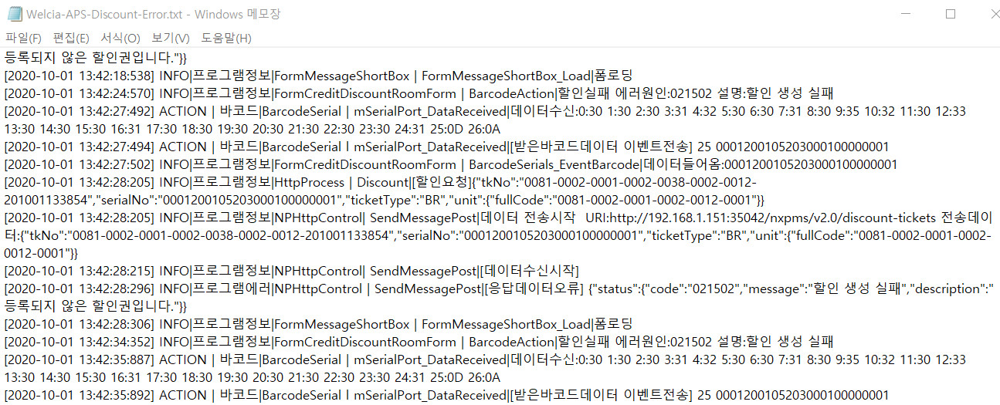 Welcia-APS-Discount-Error.txt - Windows 메모장
파일(F) 편집(E) 서식(O) 보기(V) 도움말(H)
등록되지 않은 할인권입니다."}}
[2020-10-01 13:42:18:538] INFO|프로그램정보|FormMessageShortBox | FormMessageShortBox_Load|폼로딩
[2020-10-01 13:42:24:570] INFO|프로그램정보|FormCreditDiscountRoomForm | BarcodeAction|할인실패 에러원인:021502 설명:할인 생성 실패
[2020-10-01 13:42:27:492] ACTION | 바코드|BarcodeSerial | mSerialPort_DataReceived|데이터수신:0:30 1:30 2:30 3:31 4:32 5:30 6:30 7:31 8:30 9:35 10:32 11:30 12:33
13:30 14:30 15:30 16:31 17:30 18:30 19:30 20:30 21:30 22:30 23:30 24:31 25:0D 26:0A
[2020-10-01 13:42:27:494] ACTION | 바코드|BarcodeSerial l mSerialPort_DataReceived|[받은바코드데이터 이벤트전송] 25 0001200105203000100000001
[2020-10-01 13:42:27:502] INFO|프로그램정보|FormCreditDiscountRoomForm | BarcodeSerials_EventBarcode|데이터들어옴:0001200105203000100000001
[2020-10-01 13:42:28:205] INFO|프로그램정보|HttpProcess | Discount|[할인요청]{"tkNo":"0081-0002-0001-0002-0038-0002-0012-
201001133854","serialNo":"0001200105203000100000001","ticketType":"BR","unit":{"fullCode":"0081-0002-0001-0002-0012-0001"}}
[2020-10-01 13:42:28:205] INFO|프로그램정보|NPHttpControl| SendMessagePost|데이터 전송시작 URI:http://192.168.1.151:35042/nxpms/v2.0/discount-tickets 전송데이
터:{"tkNo":"0081-0002-0001-0002-0038-0002-0012-201001133854","serialNo":"0001200105203000100000001","ticketType":"BR","unit":{"fullCode":"0081-0002-0001-0002-
0012-0001"}}
[2020-10-01 13:42:28:215] INFO|프로그램정보|NPHttpControl| SendMessagePost|[데이터수신시작]
[2020-10-01 13:42:28:296] INFO|프로그램에러|NPHttpControl | SendMessagePost|[응답데이터오류] {"status":{"code":"021502","message":"할인 생성 실패","description":"
등록되지 않은 할인권입니다."}}
[2020-10-01 13:42:28:306] INFO|프로그램정보|FormMessageShortBox | FormMessageShortBox_Load|폼로딩
[2020-10-01 13:42:34:352] INFO|프로그램정보|FormCreditDiscountRoomForm | BarcodeAction|할인실패 에러원인:021502 설명:할인 생성 실패
[2020-10-01 13:42:35:887] ACTION | 바코드|BarcodeSerial | mSerialPort_DataReceived|데이터수신:0:30 1:30 2:30 3:31 4:32 5:30 6:30 7:31 8:30 9:35 10:32 11:30 12:33
13:30 14:30 15:30 16:31 17:30 18:30 19:30 20:30 21:30 22:30 23:30 24:31 25:0D 26:0A
[2020-10-01 13:42:35:892] ACTION | 바코드|BarcodeSerial l mSerialPort_DataReceived|[받은바코드데이터 이벤트전송] 25 0001200105203000100000001